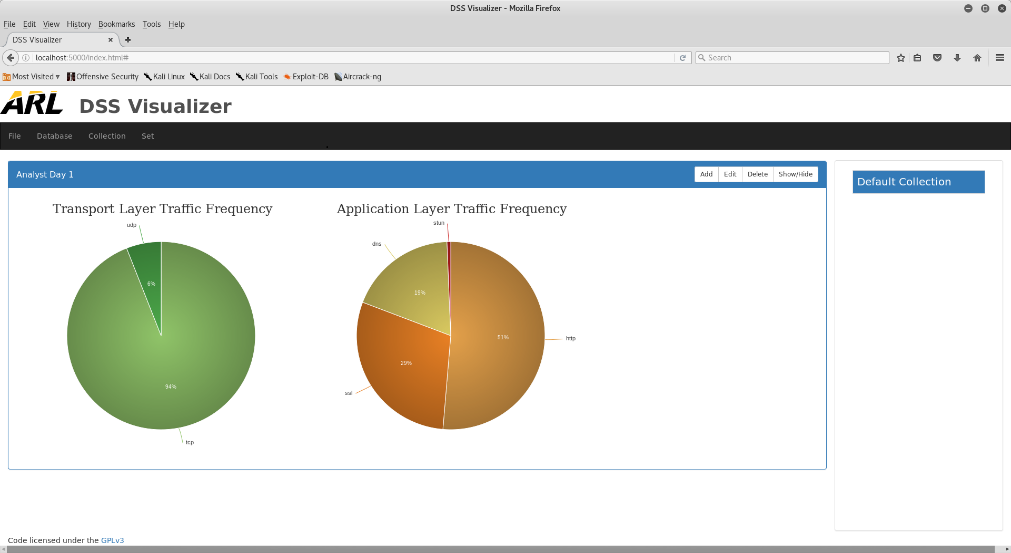 DSS Visualizer - Mozilla Firefox
File Edit View History Bookmarks Tools Help
DSS Visualizer
localhost:5000/index.html#
Search
Most Visited
Offensive Security
Kali Linux
Kali Docs
Kali Tools
Exploit-DB
Aircrack-ng
ARL DSS Visualizer
File Database Collection Set
Analyst Day 1
Add Edit Delete Show/Hide
Default Collection
Transport Layer Traffic Frequency
udp
6%
94%
tcp
Application Layer Traffic Frequency
stun
dns
51%
http
29%
ssl
Code licensed under the GPLv3